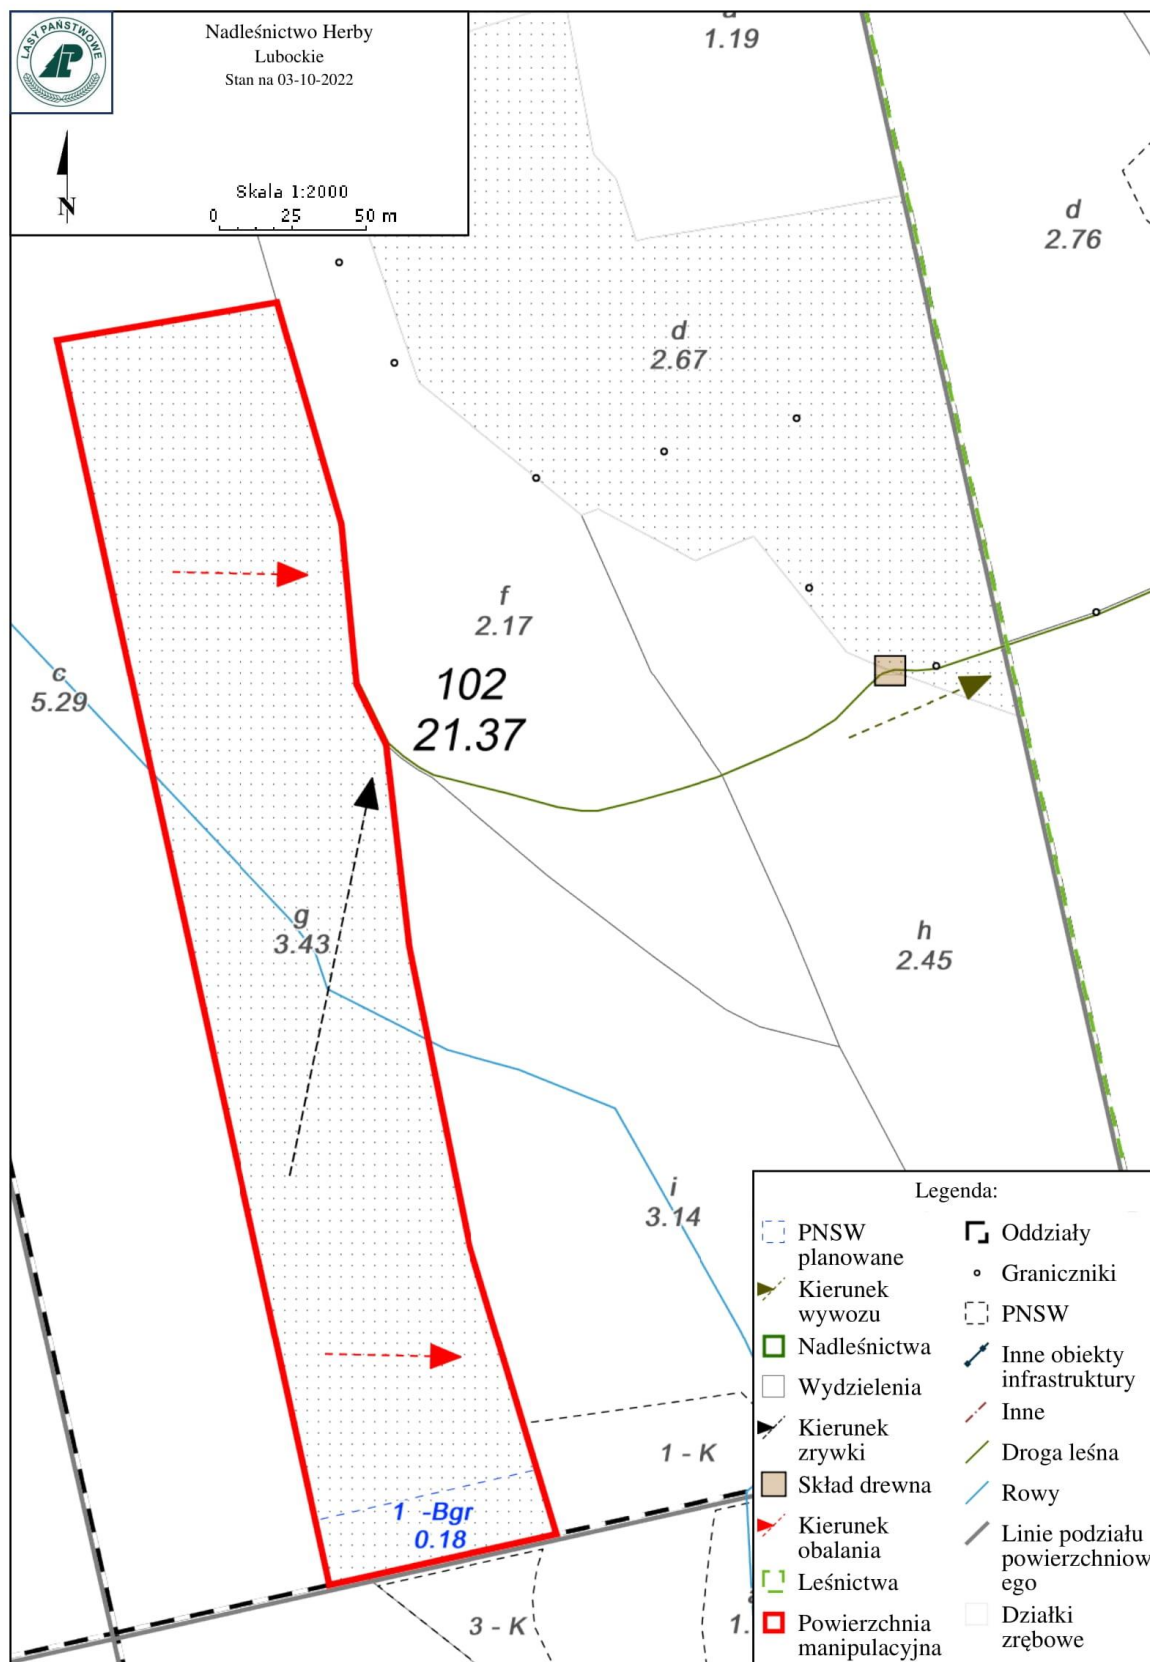 LASY PAŃSTWOWE
Nadleśnictwo Herby
Lubockie
Stan na 03-10-2022
N
Skala 1:2000
0 25 50 m
1.19
d
2.76
d
2.67
f
2.17
c
5.29
102
21.37
g
3.43
h
2.45
i
3.14
1 - K
1 -Bgr
0.18
3 - K
1.
Legenda:
PNSW
planowane
Kierunek
wywozu
Nadleśnictwa
Wydzielenia
Kierunek
zrywki
Skład drewna
Kierunek
obalania
Leśnictwa
Powierzchnia
manipulacyjna
Oddziały
Graniczniki
PNSW
Inne obiekty
infrastruktury
Inne
Droga leśna
Rowy
Linie podziału
powierzchniow
ego
Działki
zrębowe